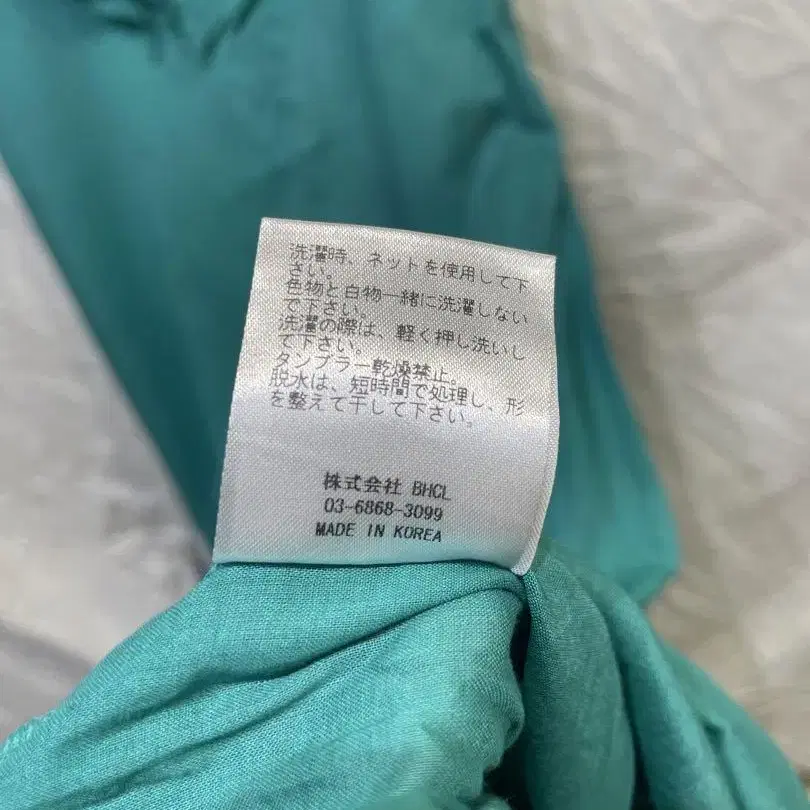 洗濯時、ネットを使用して下
さい。
色物と白物一緒に洗濯しない
で下さい。
洗濯の際は、軽く押し洗いし
て下さい。
タンブラー乾燥禁止。
脱水は、短時間で処理し、形
を整えて干して下さい。
株式会社 BHCL
03-6868-3099
MADE IN KOREA